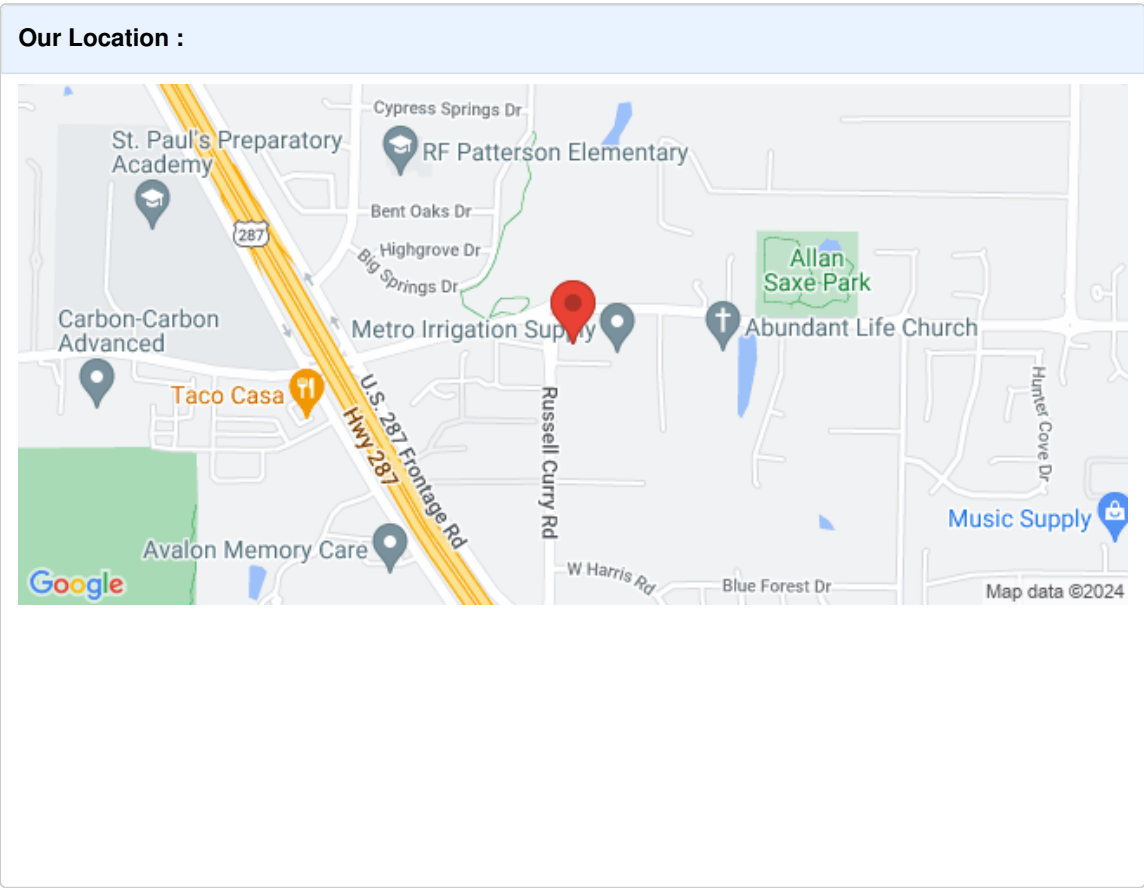 Our Location :
Cypress Springs Dr
St. Paul's Preparatory
Academy
RF Patterson Elementary
Bent Oaks Dr
287
Highgrove Dr
Big Springs Dr
Allan
Saxe Park
Carbon-Carbon
Advanced
Metro Irrigation Supply
Abundant Life Church
Taco Casa
U.S. 287 Frontage Rd
Hwy 287
Russell Curry Rd
Hunter Cove Dr
Music Supply
Avalon Memory Care
W Harris Rd
Blue Forest Dr
Google
Map data ©2024